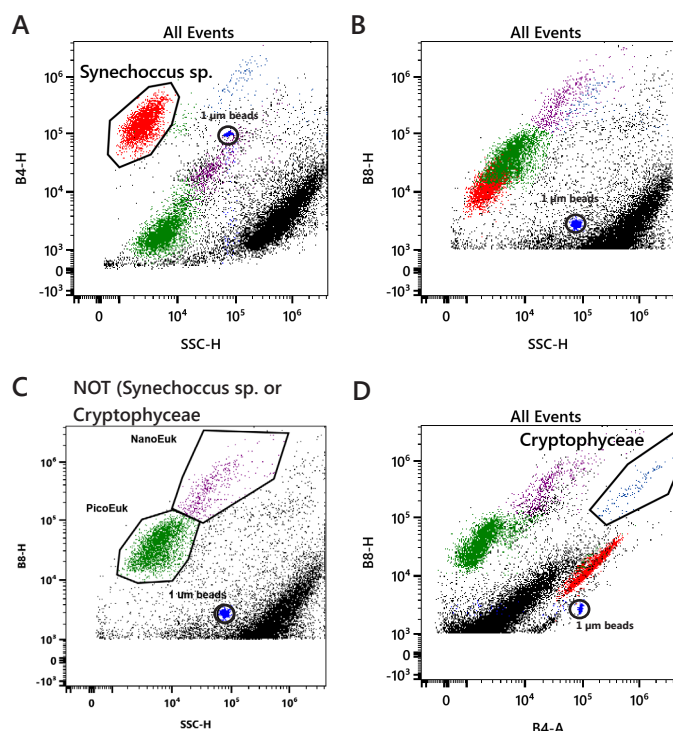 A
All Events
Synechoccus sp.
1 µm beads
10⁶
10⁵
10⁴
10³
0
-10³
B4-H
0
10⁴
10⁵
10⁶
SSC-H
B
All Events
1 µm beads
10⁶
10⁵
10⁴
10³
0
-10³
B8-H
0
10⁴
10⁵
10⁶
SSC-H
C
NOT (Synechoccus sp. or
Cryptophyceae
NanoEuk
PicoEuk
1 um beads
10⁶
10⁵
10⁴
10³
0
-10³
B8-H
0
10⁴
10⁵
10⁶
SSC-H
D
All Events
Cryptophyceae
1 µm beads
10⁶
10⁵
10⁴
10³
0
-10³
B8-H
0
10⁴
10⁵
10⁶
B4-A